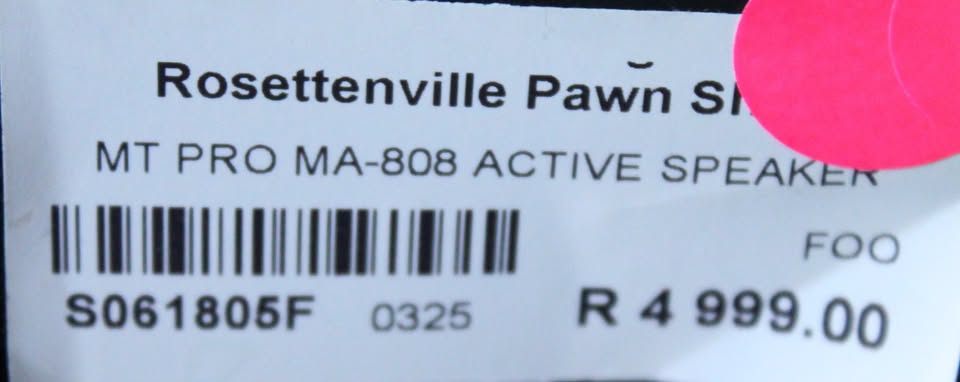 Rosettenville Pawn
MT PRO MA-808 ACTIVE SPEAKER
FOO
S061805F 0325 R 4 999.00